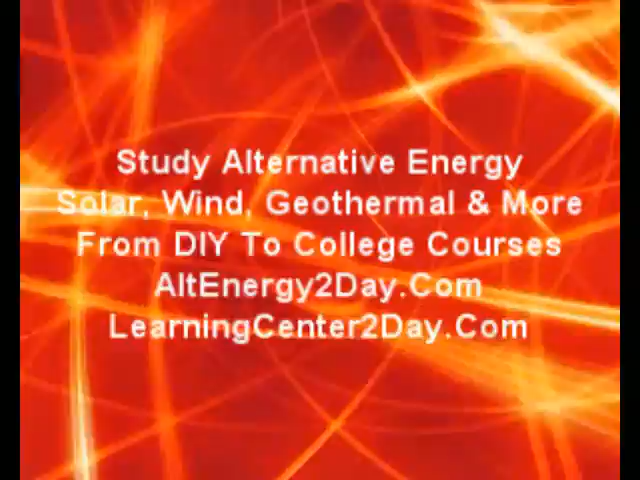 Study Alternative Energy
Solar, Wind, Geothermal & More
From DIY To College Courses
AltEnergy2Day.Com
LearningCenter2Day.Com